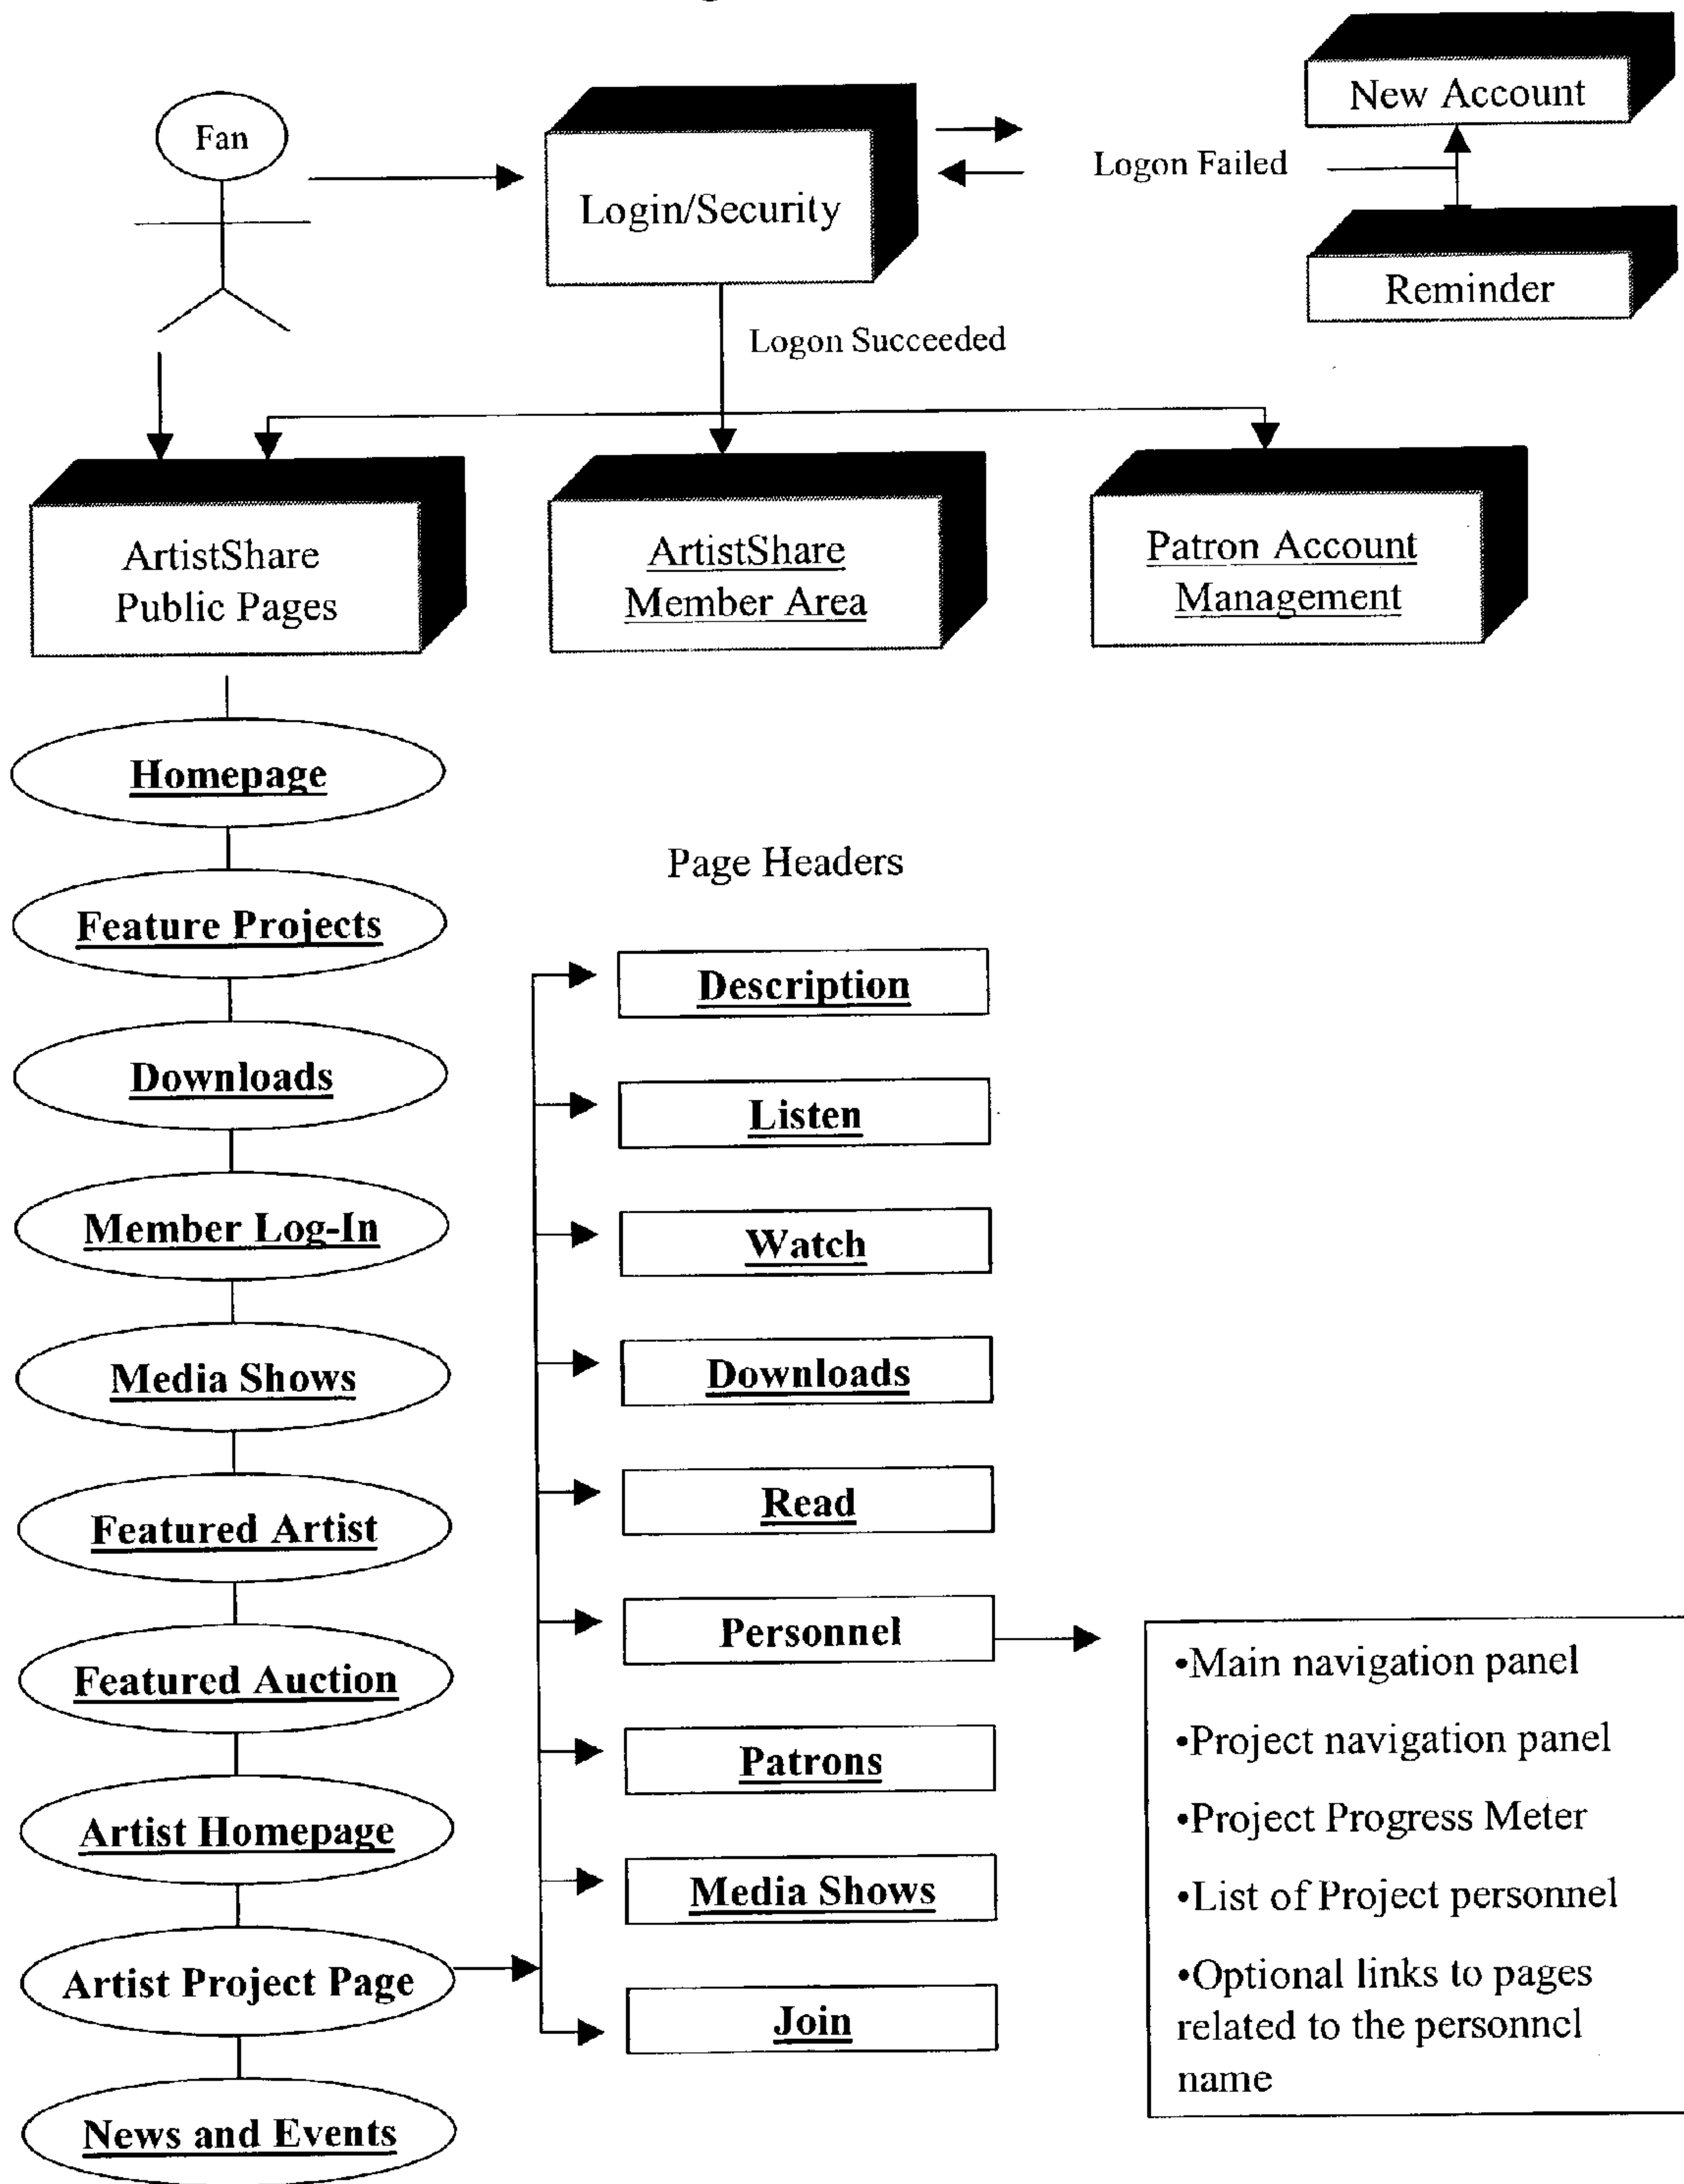 New Account
Fan
Logon Failed
Login/Security
Reminder
Logon Succeeded
ArtistShare
Public Pages
ArtistShare
Member Area
Patron Account
Management
Homepage
Feature Projects
Downloads
Member Log-In
Media Shows
Featured Artist
Featured Auction
Artist Homepage
Artist Project Page
News and Events
Page Headers
Description
Listen
Watch
Downloads
Read
Personnel
Patrons
Media Shows
Join
•Main navigation panel
•Project navigation panel
•Project Progress Meter
•List of Project personnel
•Optional links to pages
related to the personnel
name